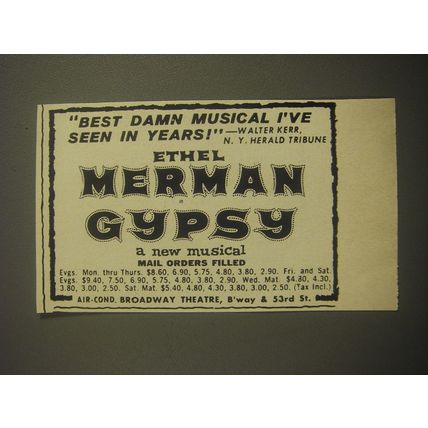 "BEST DAMN MUSICAL I'VE
SEEN IN YEARS!"—WALTER KERR,
N. Y. HERALD TRIBUNE
ETHEL
MERMAN
GYPSY
a new musical
MAIL ORDERS FILLED
Evgs. Mon. thru Thurs. $8.60, 6.90, 5.75, 4.80, 3.80, 2.90. Fri. and Sat.
Evgs. $9.40, 7.50, 6.90, 5.75, 4.80, 3.80, 2.90. Wed. Mat. $4.80, 4.30,
3.80, 3.00, 2.50. Sat. Mat. $5.40, 4.80, 4.30, 3.80, 3.00, 2.50. (Tax Incl.)
AIR-COND. BROADWAY THEATRE, B'way & 53rd St.